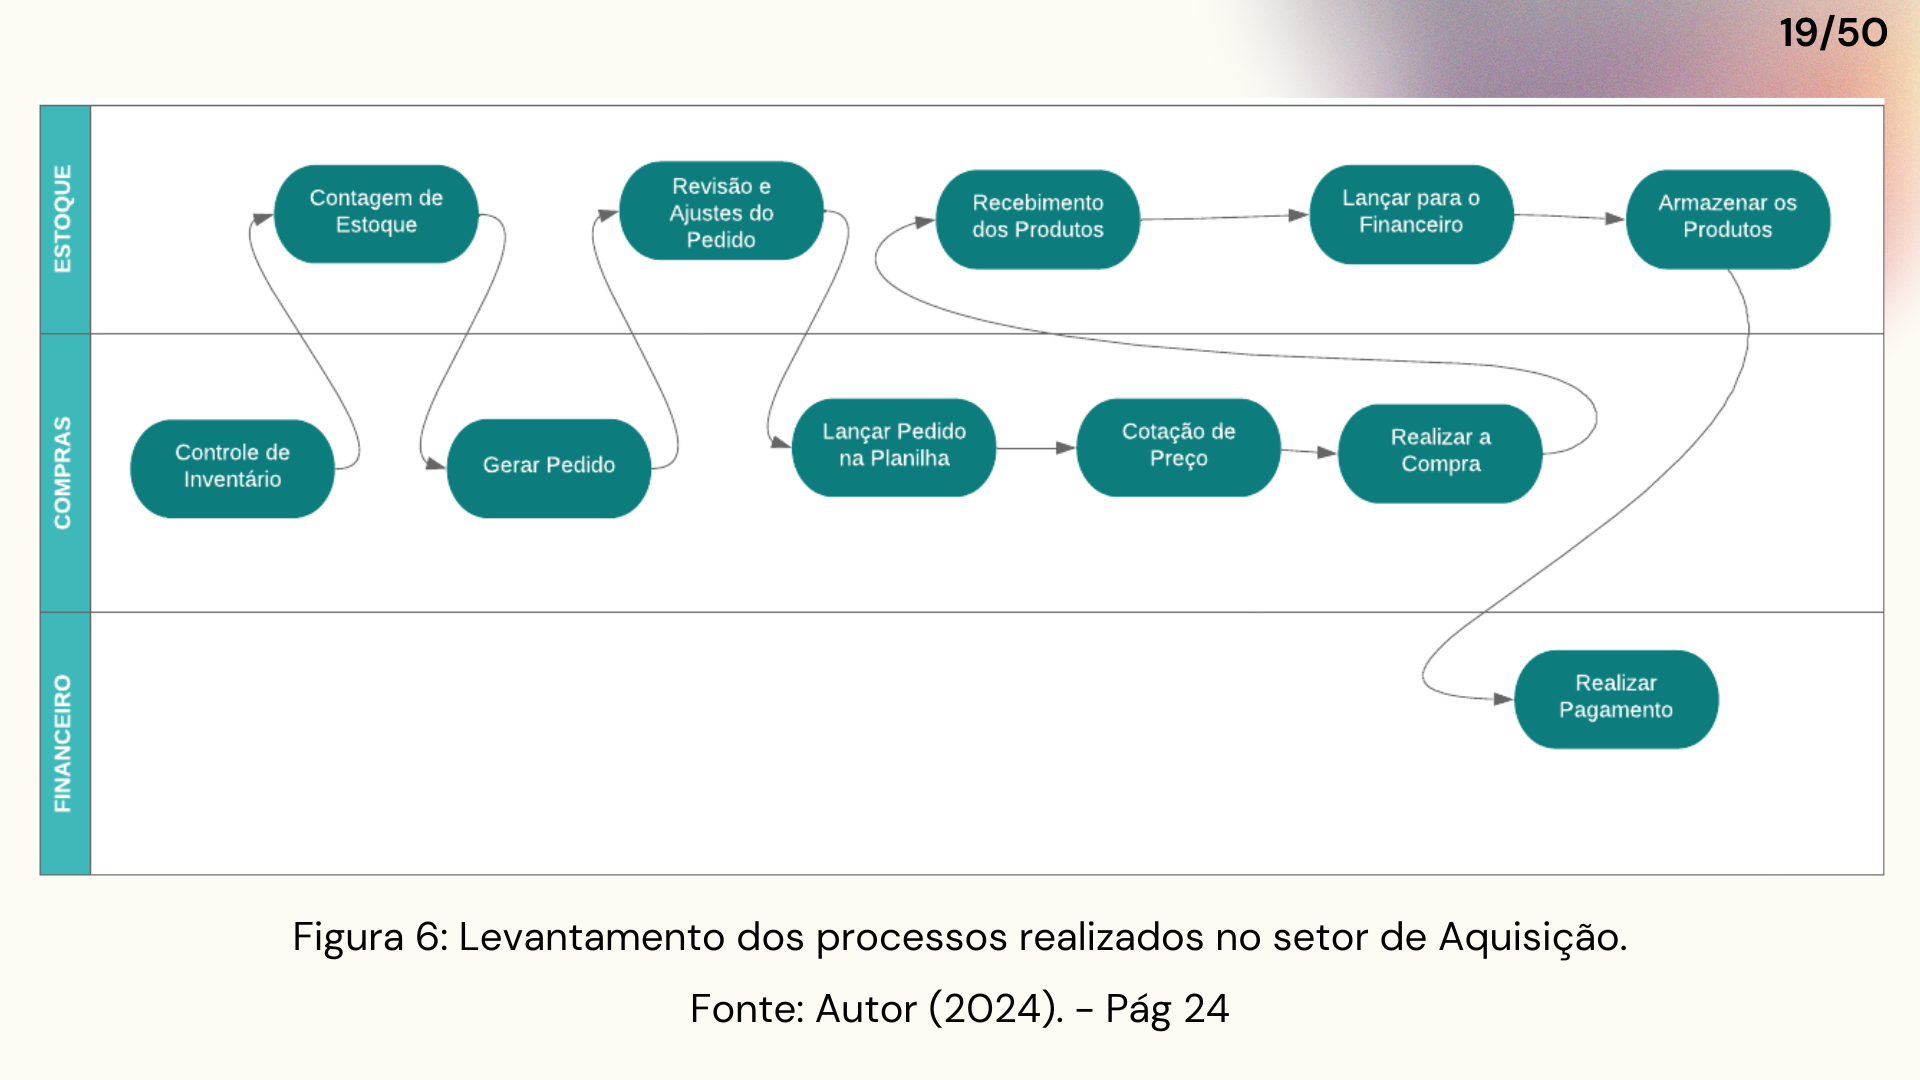 19/50
ESTOQUE
Contagem de
Estoque
Revisão e
Ajustes do
Pedido
Recebimento
dos Produtos
Lançar para o
Financeiro
Armazenar os
Produtos
COMPRAS
Controle de
Inventário
Gerar Pedido
Lançar Pedido
na Planilha
Cotação de
Preço
Realizar a
Compra
FINANCEIRO
Realizar
Pagamento
Figura 6: Levantamento dos processos realizados no setor de Aquisição.
Fonte: Autor (2024). - Pág 24